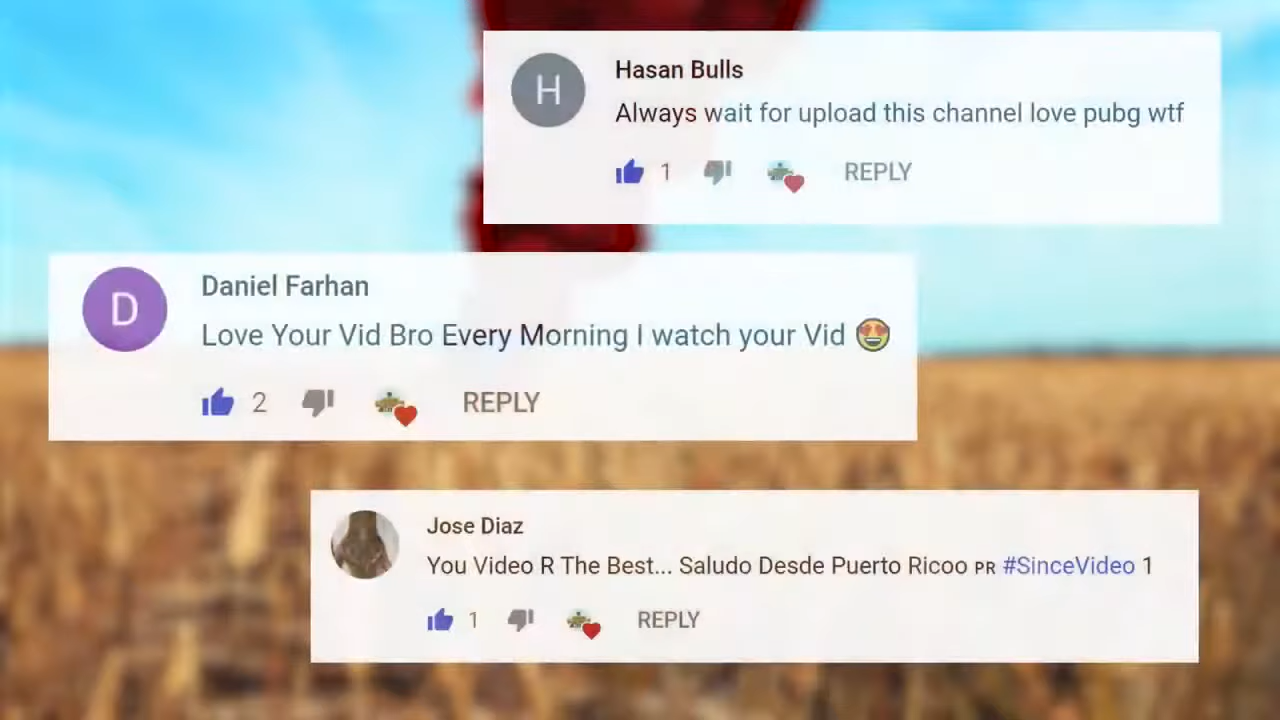 H
Hasan Bulls
Always wait for upload this channel love pubg wtf
1 REPLY
D
Daniel Farhan
Love Your Vid Bro Every Morning I watch your Vid 😍
2 REPLY
Jose Diaz
You Video R The Best... Saludo Desde Puerto Ricoo PR #SinceVideo 1
1 REPLY